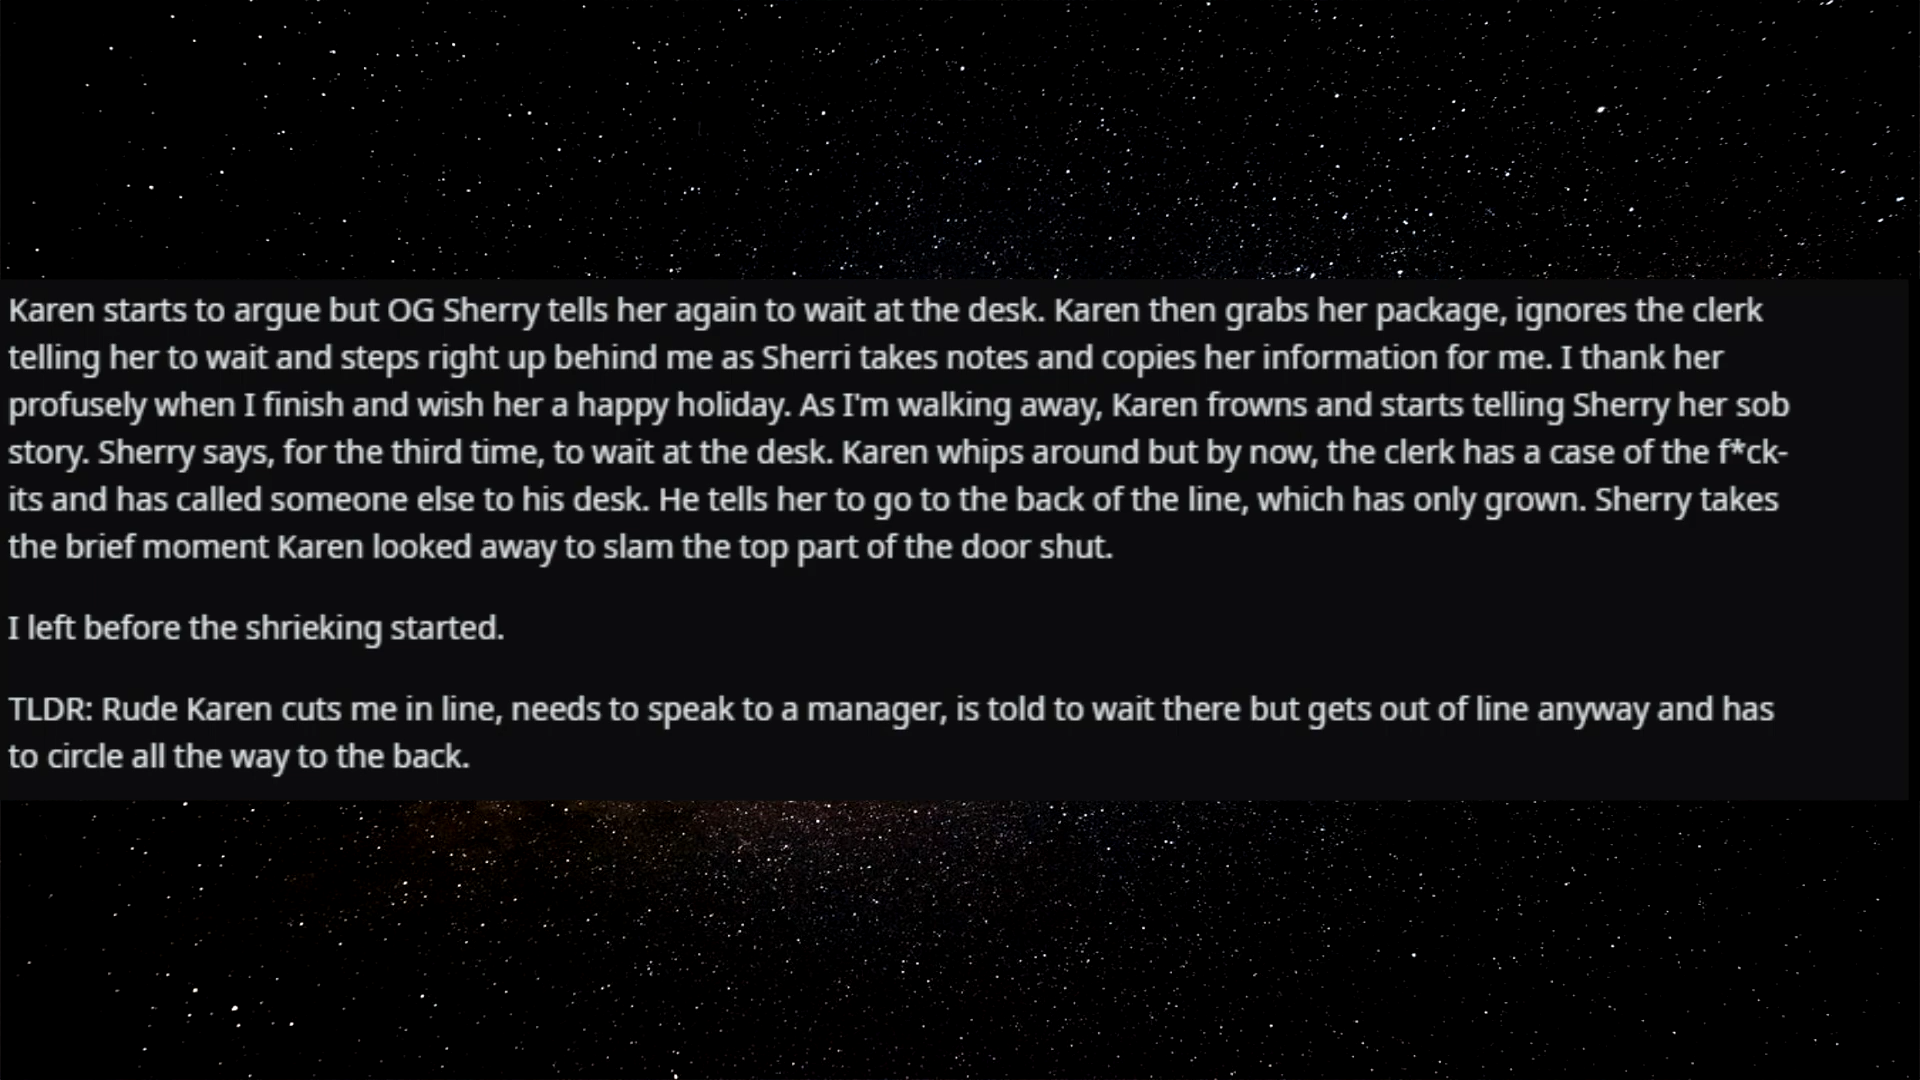 Karen starts to argue but OG Sherry tells her again to wait at the desk. Karen then grabs her package, ignores the clerk
telling her to wait and steps right up behind me as Sherri takes notes and copies her information for me. I thank her
profusely when I finish and wish her a happy holiday. As I'm walking away, Karen frowns and starts telling Sherry her sob
story. Sherry says, for the third time, to wait at the desk. Karen whips around but by now, the clerk has a case of the f*ck-
its and has called someone else to his desk. He tells her to go to the back of the line, which has only grown. Sherry takes
the brief moment Karen looked away to slam the top part of the door shut.
I left before the shrieking started.
TLDR: Rude Karen cuts me in line, needs to speak to a manager, is told to wait there but gets out of line anyway and has
to circle all the way to the back.